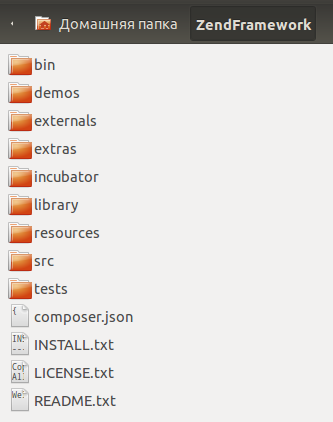 Домашняя папка ZendFramework
bin
demos
externals
extras
incubator
library
resources
src
tests
composer.json
INSTALL.txt
LICENSE.txt
README.txt